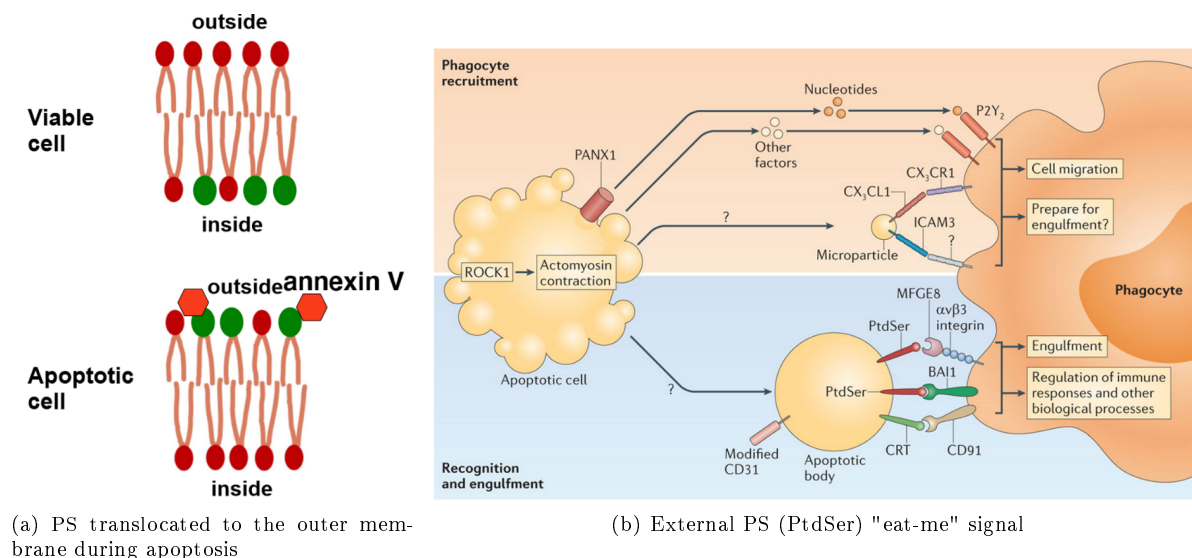 outside
Viable
cell
inside
outside
annexin V
Apoptotic
cell
inside
(a) PS translocated to the outer mem-
brane during apoptosis
Phagocyte
recruitment
Nucleotides
P2Y₂
Other
factors
PANX1
CX₃CR1
CX₃CL1
Cell migration
?
ICAM3
?
Prepare for
engulfment?
Microparticle
ROCK1
Actomyosin
contraction
Phagocyte
MFGE8
αvβ3
integrin
PtdSer
Engulfment
Apoptotic cell
?
BAI1
PtdSer
Regulation of immune
responses and other
biological processes
Modified
CD31
Apoptotic
body
CRT
CD91
Recognition
and engulfment
(b) External PS (PtdSer) "eat-me" signal